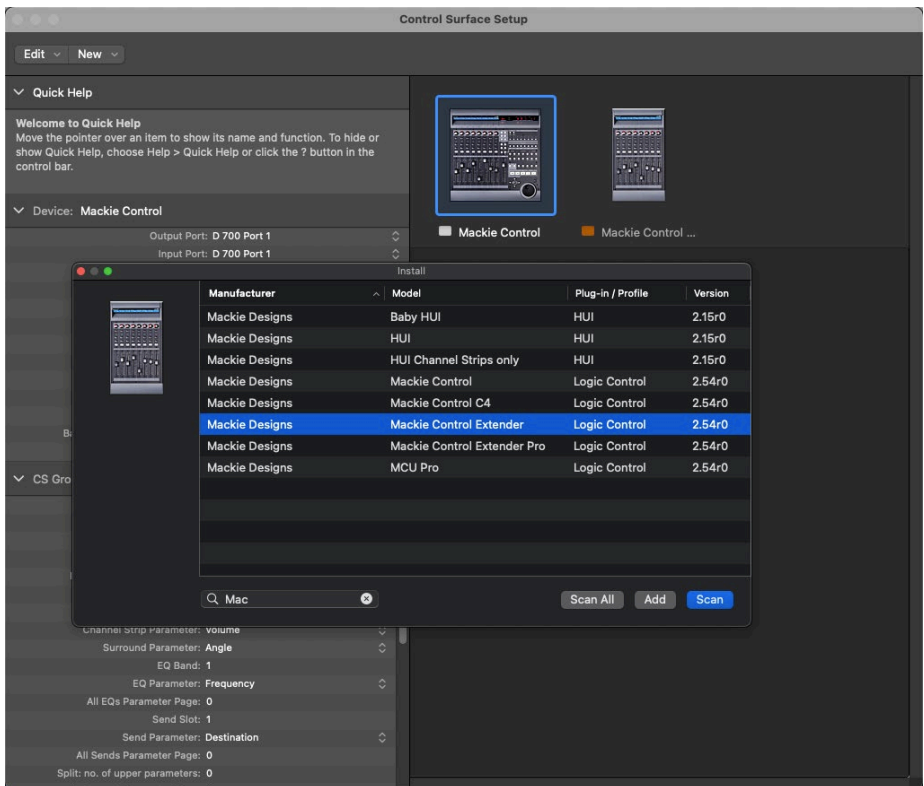 Control Surface Setup
Edit New
Quick Help
Welcome to Quick Help
Move the pointer over an item to show its name and function. To hide or
show Quick Help, choose Help > Quick Help or click the ? button in the
control bar.
Device: Mackie Control
Output Port: D 700 Port 1
Input Port: D 700 Port 1
Mackie Control
Mackie Control ...
Install
Manufacturer Model Plug-in / Profile Version
Mackie Designs Baby HUI HUI 2.15r0
Mackie Designs HUI HUI 2.15r0
Mackie Designs HUI Channel Strips only HUI 2.15r0
Mackie Designs Mackie Control Logic Control 2.54r0
Mackie Designs Mackie Control C4 Logic Control 2.54r0
Mackie Designs Mackie Control Extender Logic Control 2.54r0
Mackie Designs Mackie Control Extender Pro Logic Control 2.54r0
Mackie Designs MCU Pro Logic Control 2.54r0
Mac
Scan All Add Scan
CS Gro
Channel Strip Parameter: Volume
Surround Parameter: Angle
EQ Band: 1
EQ Parameter: Frequency
All EQs Parameter Page: 0
Send Slot: 1
Send Parameter: Destination
All Sends Parameter Page: 0
Split: no. of upper parameters: 0